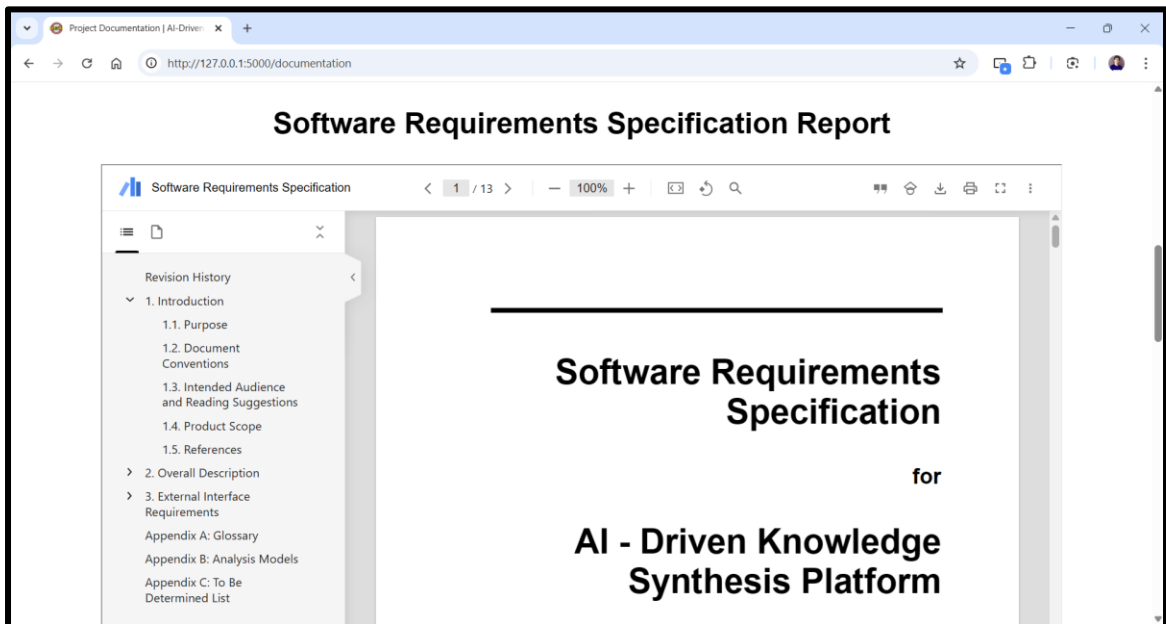 Project Documentation | AI-Driven
http://127.0.0.1:5000/documentation
Software Requirements Specification Report
Software Requirements Specification
1 / 13
100%
Revision History
1. Introduction
1.1. Purpose
1.2. Document
Conventions
1.3. Intended Audience
and Reading Suggestions
1.4. Product Scope
1.5. References
2. Overall Description
3. External Interface
Requirements
Appendix A: Glossary
Appendix B: Analysis Models
Appendix C: To Be
Determined List
Software Requirements
Specification
for
AI - Driven Knowledge
Synthesis Platform